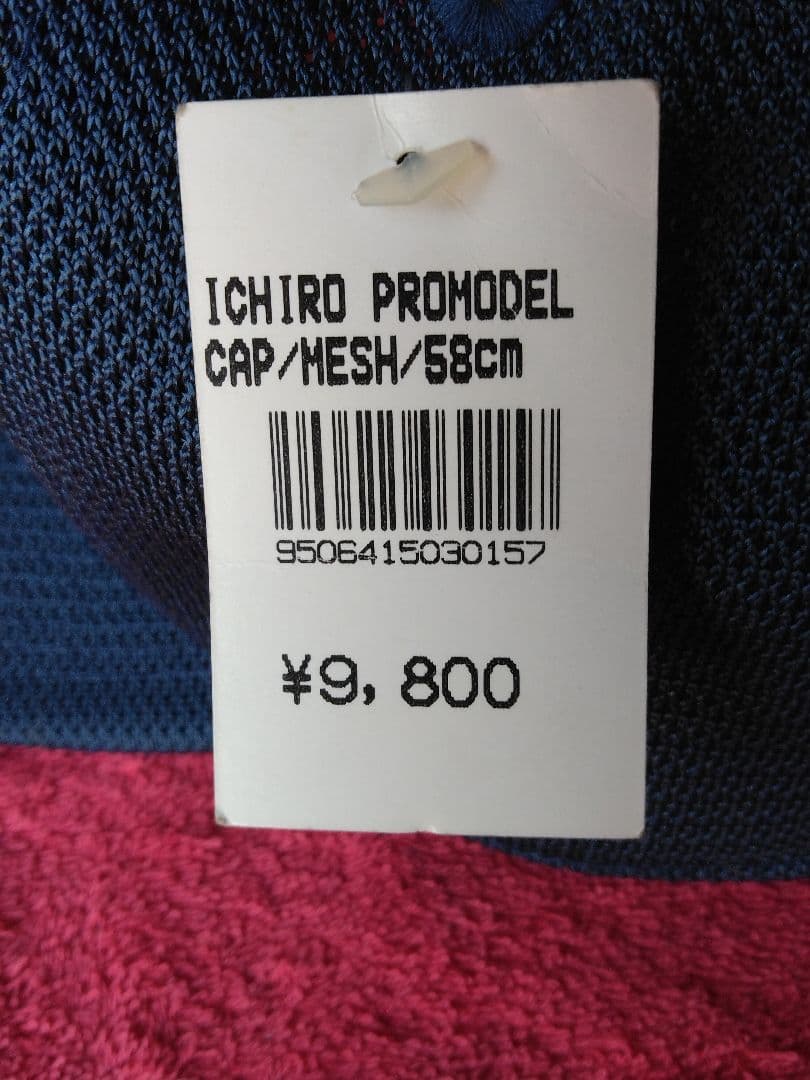 ICHIRO PROMODEL
CAP/MESH/58cm
9506415030157
¥9,800